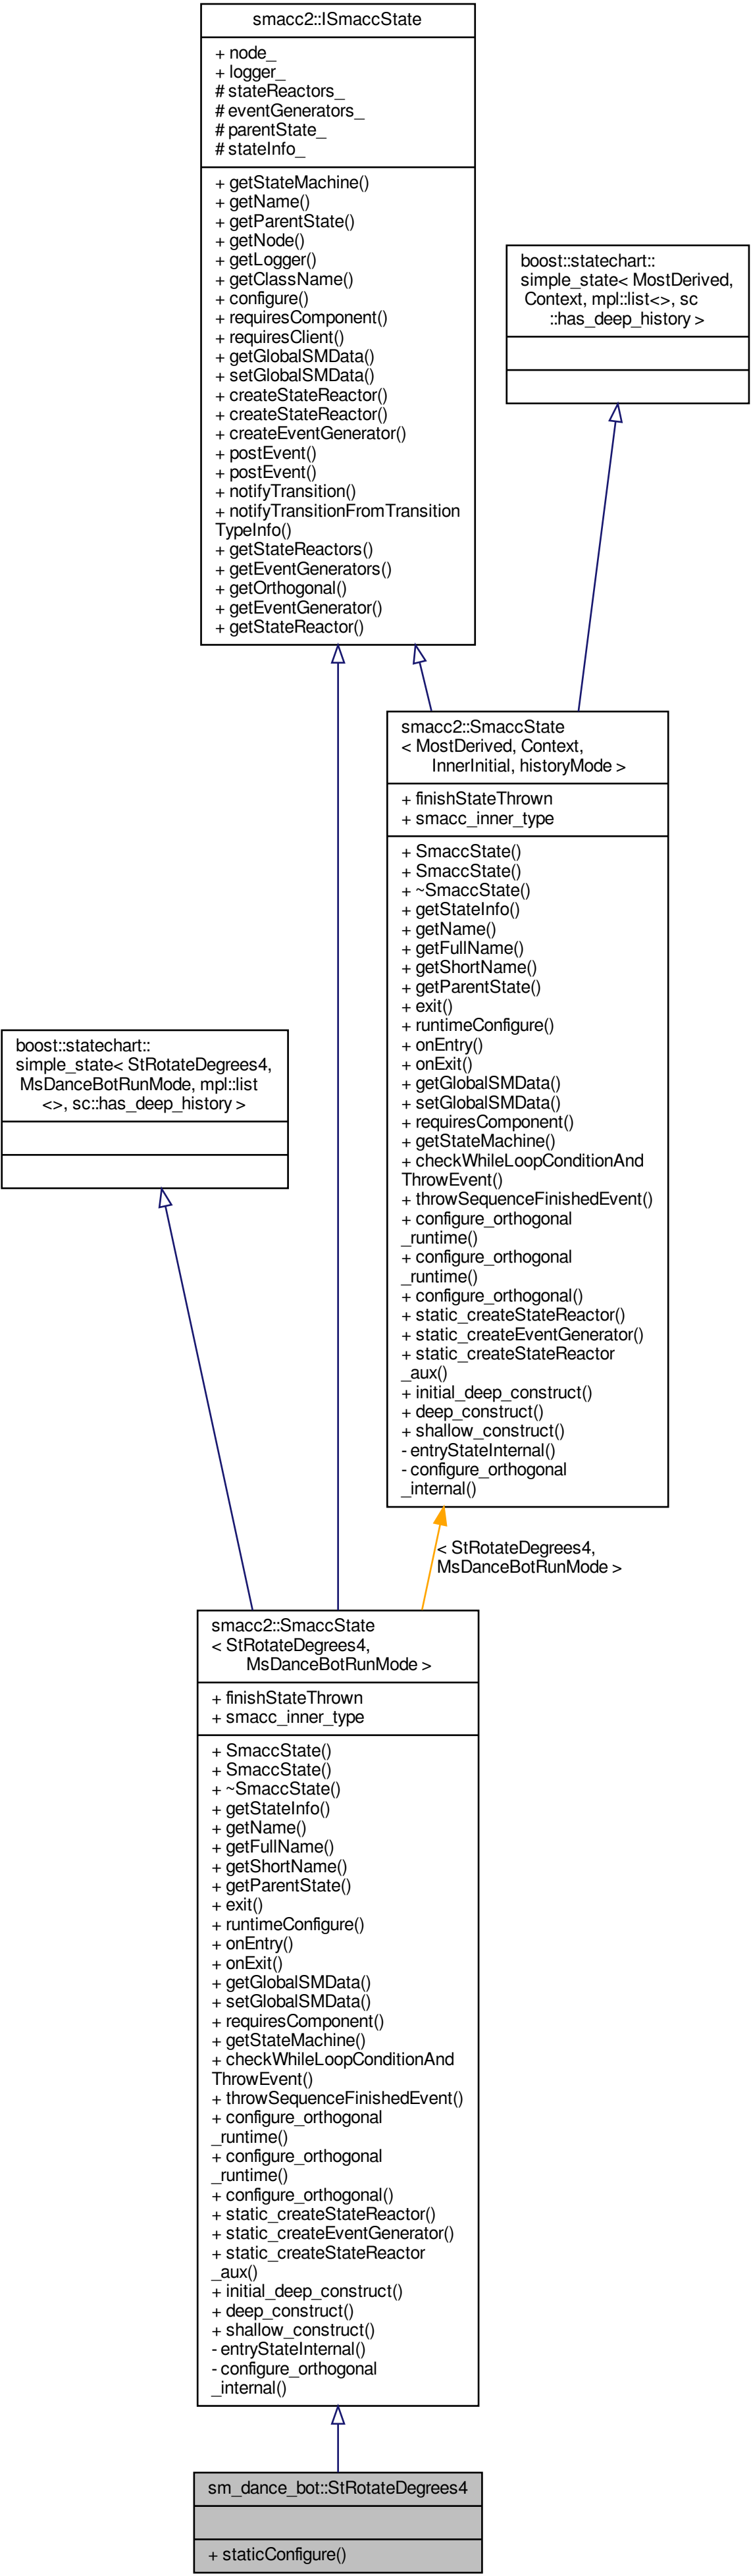 smacc2::ISmaccState
+ node_
+ logger_
# stateReactors_
# eventGenerators_
# parentState_
# stateInfo_
+ getStateMachine()
+ getName()
+ getParentState()
+ getNode()
+ getLogger()
+ getClassName()
+ configure()
+ requiresComponent()
+ requiresClient()
+ getGlobalSMData()
+ setGlobalSMData()
+ createStateReactor()
+ createStateReactor()
+ createEventGenerator()
+ postEvent()
+ postEvent()
+ notifyTransition()
+ notifyTransitionFromTransition
TypeInfo()
+ getStateReactors()
+ getEventGenerators()
+ getOrthogonal()
+ getEventGenerator()
+ getStateReactor()
boost::statechart::
simple_state< MostDerived,
Context, mpl::list<>, sc
::has_deep_history >
smacc2::SmaccState
< MostDerived, Context,
InnerInitial, historyMode >
+ finishStateThrown
+ smacc_inner_type
+ SmaccState()
+ SmaccState()
+ ~SmaccState()
+ getStateInfo()
+ getName()
+ getFullName()
+ getShortName()
+ getParentState()
+ exit()
+ runtimeConfigure()
+ onEntry()
+ onExit()
+ getGlobalSMData()
+ setGlobalSMData()
+ requiresComponent()
+ getStateMachine()
+ checkWhileLoopConditionAnd
ThrowEvent()
+ throwSequenceFinishedEvent()
+ configure_orthogonal
_runtime()
+ configure_orthogonal
_runtime()
+ configure_orthogonal()
+ static_createStateReactor()
+ static_createEventGenerator()
+ static_createStateReactor
_aux()
+ initial_deep_construct()
+ deep_construct()
+ shallow_construct()
- entryStateInternal()
- configure_orthogonal
_internal()
boost::statechart::
simple_state< StRotateDegrees4,
MsDanceBotRunMode, mpl::list
<>, sc::has_deep_history >
< StRotateDegrees4,
MsDanceBotRunMode >
smacc2::SmaccState
< StRotateDegrees4,
MsDanceBotRunMode >
+ finishStateThrown
+ smacc_inner_type
+ SmaccState()
+ SmaccState()
+ ~SmaccState()
+ getStateInfo()
+ getName()
+ getFullName()
+ getShortName()
+ getParentState()
+ exit()
+ runtimeConfigure()
+ onEntry()
+ onExit()
+ getGlobalSMData()
+ setGlobalSMData()
+ requiresComponent()
+ getStateMachine()
+ checkWhileLoopConditionAnd
ThrowEvent()
+ throwSequenceFinishedEvent()
+ configure_orthogonal
_runtime()
+ configure_orthogonal
_runtime()
+ configure_orthogonal()
+ static_createStateReactor()
+ static_createEventGenerator()
+ static_createStateReactor
_aux()
+ initial_deep_construct()
+ deep_construct()
+ shallow_construct()
- entryStateInternal()
- configure_orthogonal
_internal()
sm_dance_bot::StRotateDegrees4
+ staticConfigure()